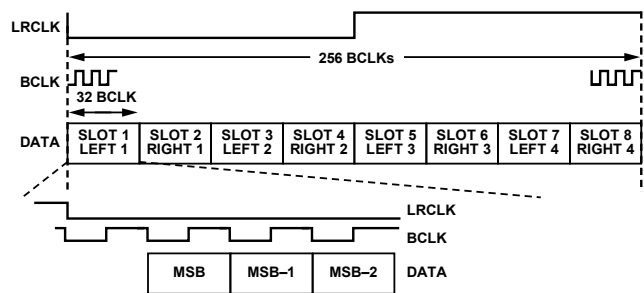 LRCLK
256 BCLKs
BCLK
32 BCLK
DATA
SLOT 1 SLOT 2 SLOT 3 SLOT 4 SLOT 5 SLOT 6 SLOT 7 SLOT 8
LEFT 1 RIGHT 1 LEFT 2 RIGHT 2 LEFT 3 RIGHT 3 LEFT 4 RIGHT 4
LRCLK
BCLK
MSB MSB–1 MSB–2 DATA